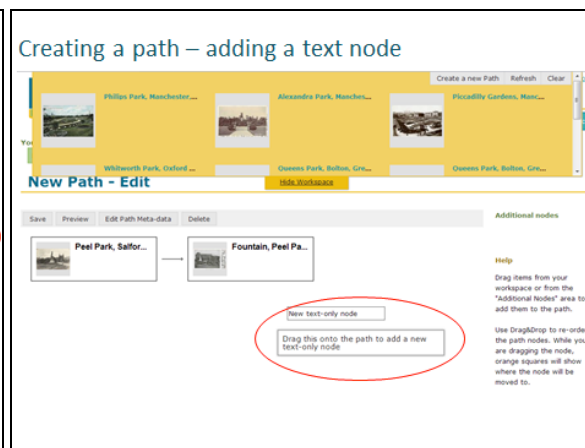 Creating a path – adding a text node
Create a new Path Refresh Clear
Philips Park, Manchester,... Alexandra Park, Manches... Piccadilly Gardens, Manc...
Whitworth Park, Oxford ... Queens Park, Bolton, Gre... Queens Park, Bolton, Gre...
New Path - Edit
Hide Workspace
Save Preview Edit Path Meta-data Delete
Additional nodes
Peel Park, Salfor... Fountain, Peel Pa...
Help
Drag items from your
workspace or from the
"Additional Nodes" area to
add them to the path.
New text-only node
Drag this onto the path to add a new
text-only node
Use Drag&Drop to re-orde
the path nodes. While you
are dragging the node,
orange squares will show
where the node will be
moved to.